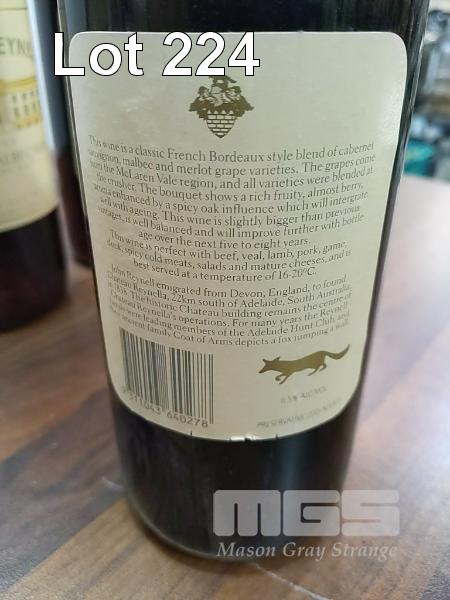 Lot 224
This wine is a classic French Bordeaux style blend of cabernet
sauvignon, malbec and merlot grape varieties. The grapes come
from the McLaren Vale region, and all varieties were blended at
the crusher. The bouquet shows a rich fruity, almost berry,
aroma enhanced by a spicy oak influence which will intergrate
well with ageing. This wine is slightly bigger than previous
vintages, is well balanced and will improve further with bottle
age over the next five to eight years.
This wine is perfect with beef, veal, lamb, pork, game,
duck, spicy cold meats, salads and mature cheeses, and is
best served at a temperature of 16-20°C.
John Reynell emigrated from Devon, England, to found
Chateau Reynella, 22km south of Adelaide, South Australia,
in 1838. The historic Chateau building remains the centre of
Chateau Reynella's operations. For many years the Reynell
family were leading members of the Adelaide Hunt Club, and
ancient family Coat of Arms depicts a fox jumping a wall.
9 311043 640278
% ALC/VOL
PRESERVATIVE (220) ADDED
MGS
Mason Gray Strange